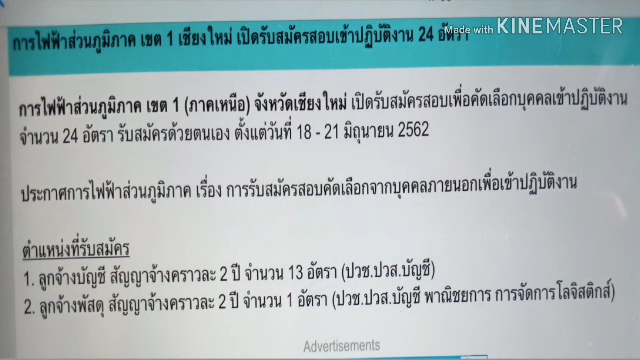 Made with KINEMASTER
การไฟฟ้าส่วนภูมิภาค เขต 1 เชียงใหม่ เปิดรับสมัครสอบเข้าปฏิบัติงาน 24 อัตรา
การไฟฟ้าส่วนภูมิภาค เขต 1 (ภาคเหนือ) จังหวัดเชียงใหม่ เปิดรับสมัครสอบเพื่อคัดเลือกบุคคลเข้าปฏิบัติงาน
จำนวน 24 อัตรา รับสมัครด้วยตนเอง ตั้งแต่วันที่ 18 - 21 มิถุนายน 2562
ประกาศการไฟฟ้าส่วนภูมิภาค เรื่อง การรับสมัครสอบคัดเลือกจากบุคคลภายนอกเพื่อเข้าปฏิบัติงาน
ตำแหน่งที่รับสมัคร
1. ลูกจ้างบัญชี สัญญาจ้างคราวละ 2 ปี จำนวน 13 อัตรา (ปวช.ปวส.บัญชี)
2. ลูกจ้างพัสดุ สัญญาจ้างคราวละ 2 ปี จำนวน 1 อัตรา (ปวช.ปวส.บัญชี พาณิชยการ การจัดการโลจิสติกส์)
Advertisements